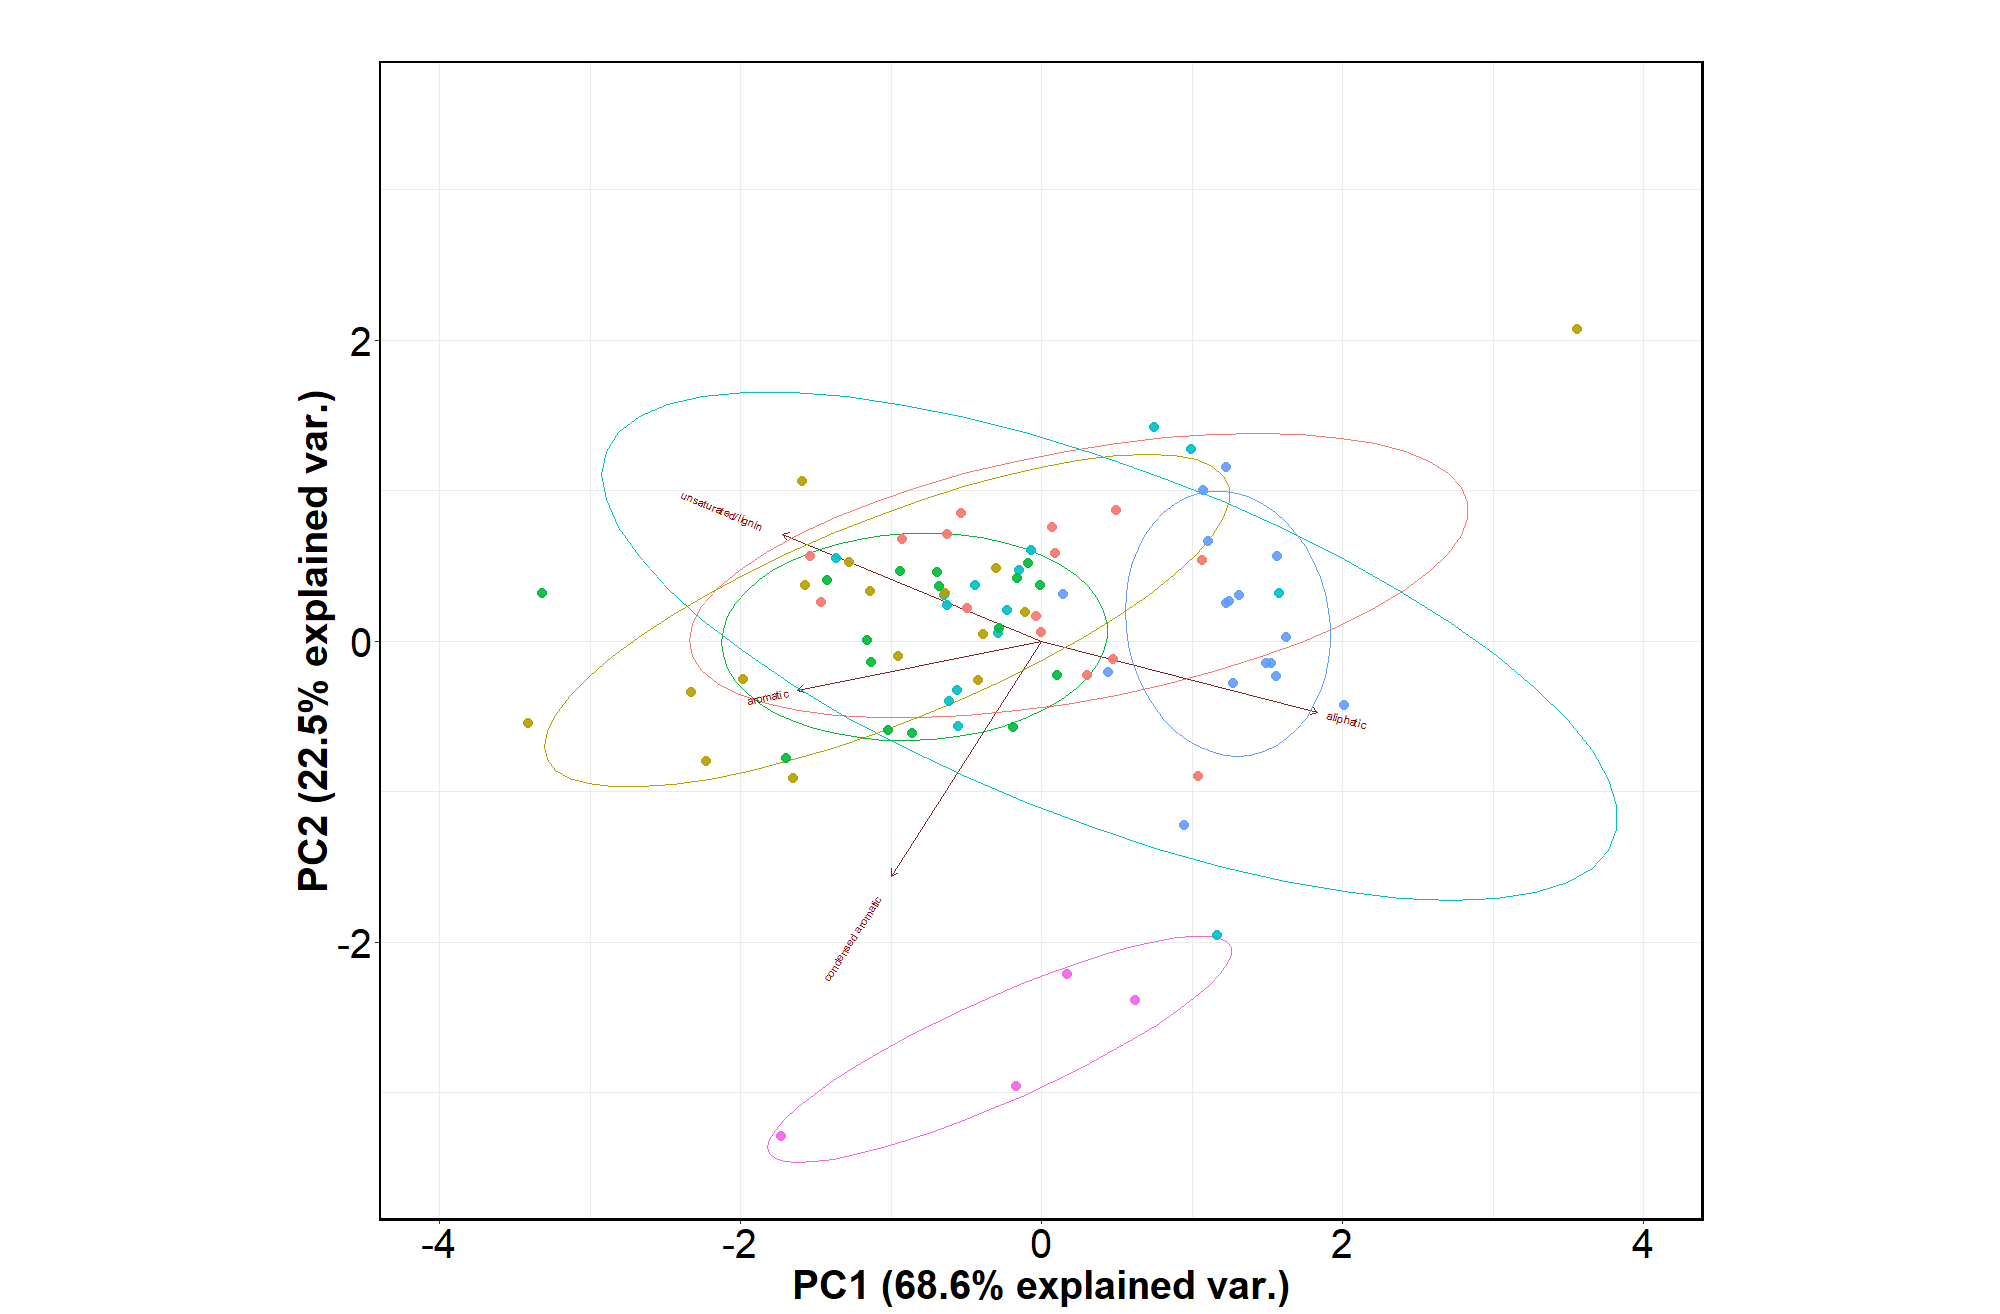 2
0
-2
-4
-2
0
2
4
PC1 (68.6% explained var.)
PC2 (22.5% explained var.)
unsaturated/lignin
aromatic
aliphatic
condensed aromatic